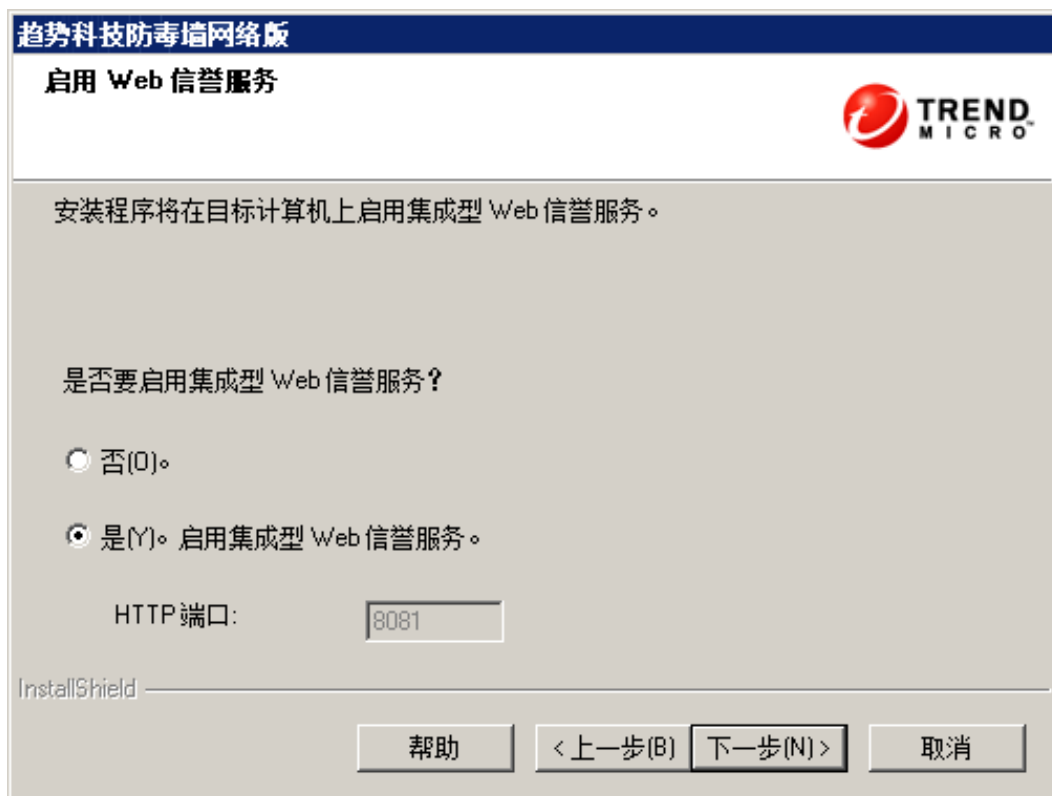 趋势科技防毒墙网络版
启用 Web 信誉服务
TREND
MICRO
安装程序将在目标计算机上启用集成型 Web 信誉服务。
是否要启用集成型 Web 信誉服务?
否(O)。
是(Y)。启用集成型 Web 信誉服务。
HTTP 端口: 8081
InstallShield
帮助 <上一步(B) 下一步(N)> 取消